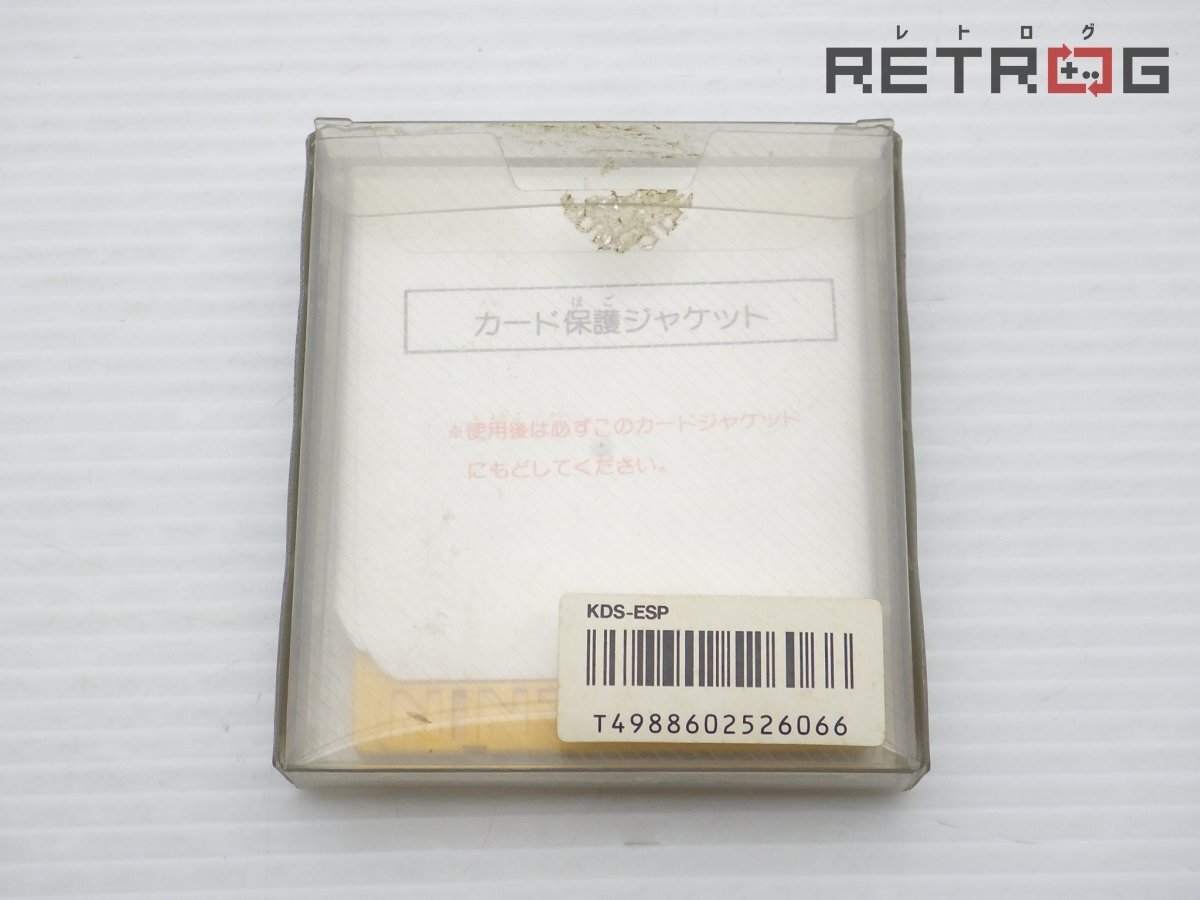 レトログ
RETROG
ほご
カード保護ジャケット
※使用後は必ずこのカードジャケット
にもどしてください。
KDS-ESP
T4988602526066
NIN